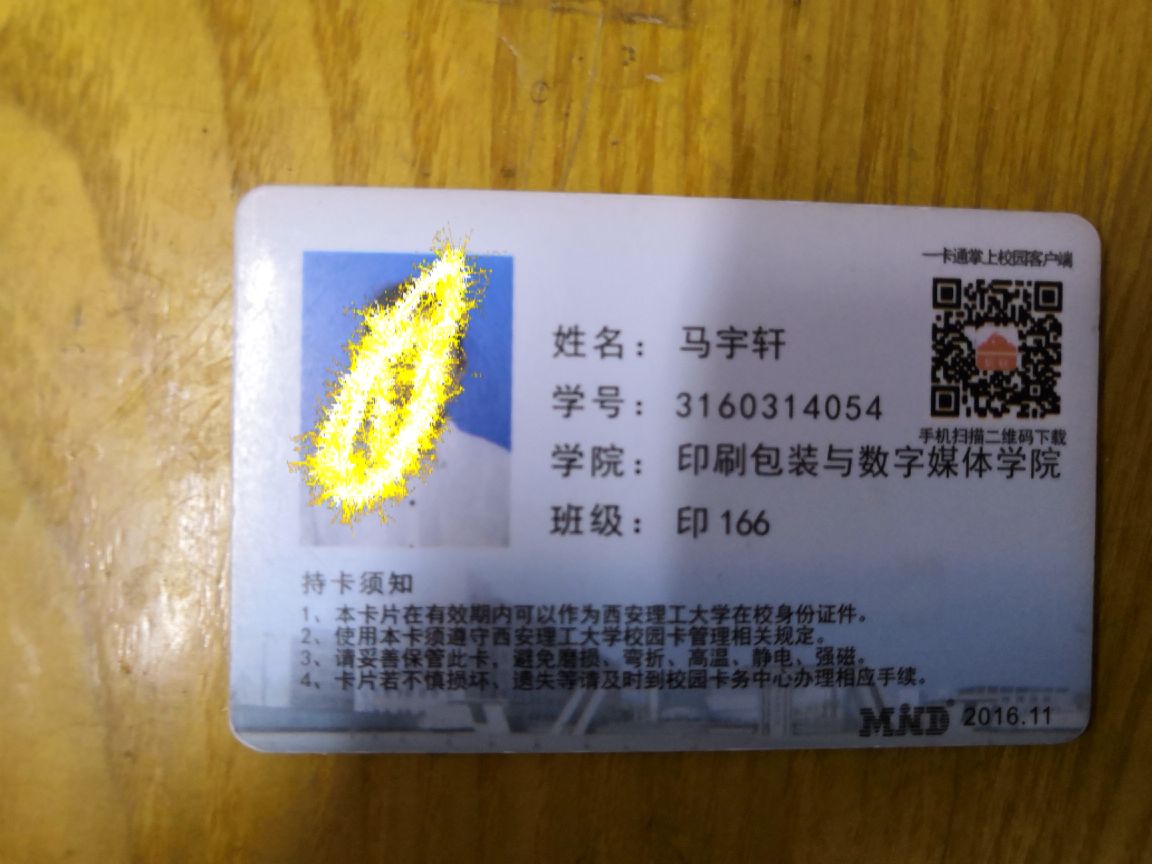 一卡通掌上校园客户端
姓名：马宇轩
学号：3160314054
手机扫描二维码下载
学院：印刷包装与数字媒体学院
班级：印166
持卡须知
1、本卡片在有效期内可以作为西安理工大学在校身份证件。
2、使用本卡须遵守西安理工大学校园卡管理相关规定。
3、请妥善保管此卡，避免磨损、弯折、高温、静电、强磁。
4、卡片若不慎损坏、遗失等请及时到校园卡务中心办理相应手续。
MND 2016.11